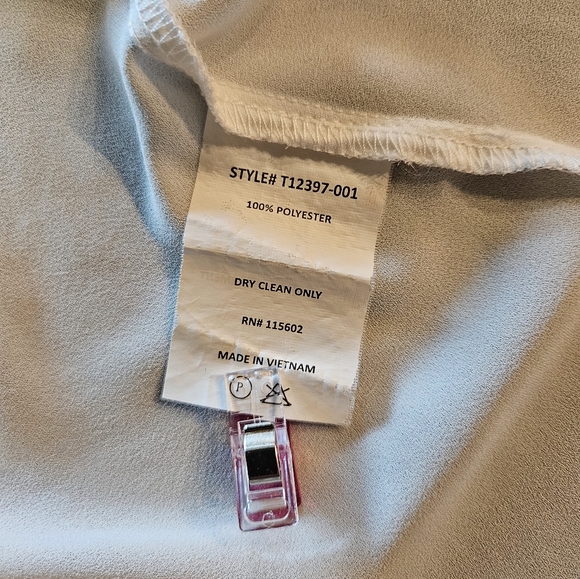 STYLE# T12397-001
100% POLYESTER
DRY CLEAN ONLY
RN# 115602
MADE IN VIETNAM
P